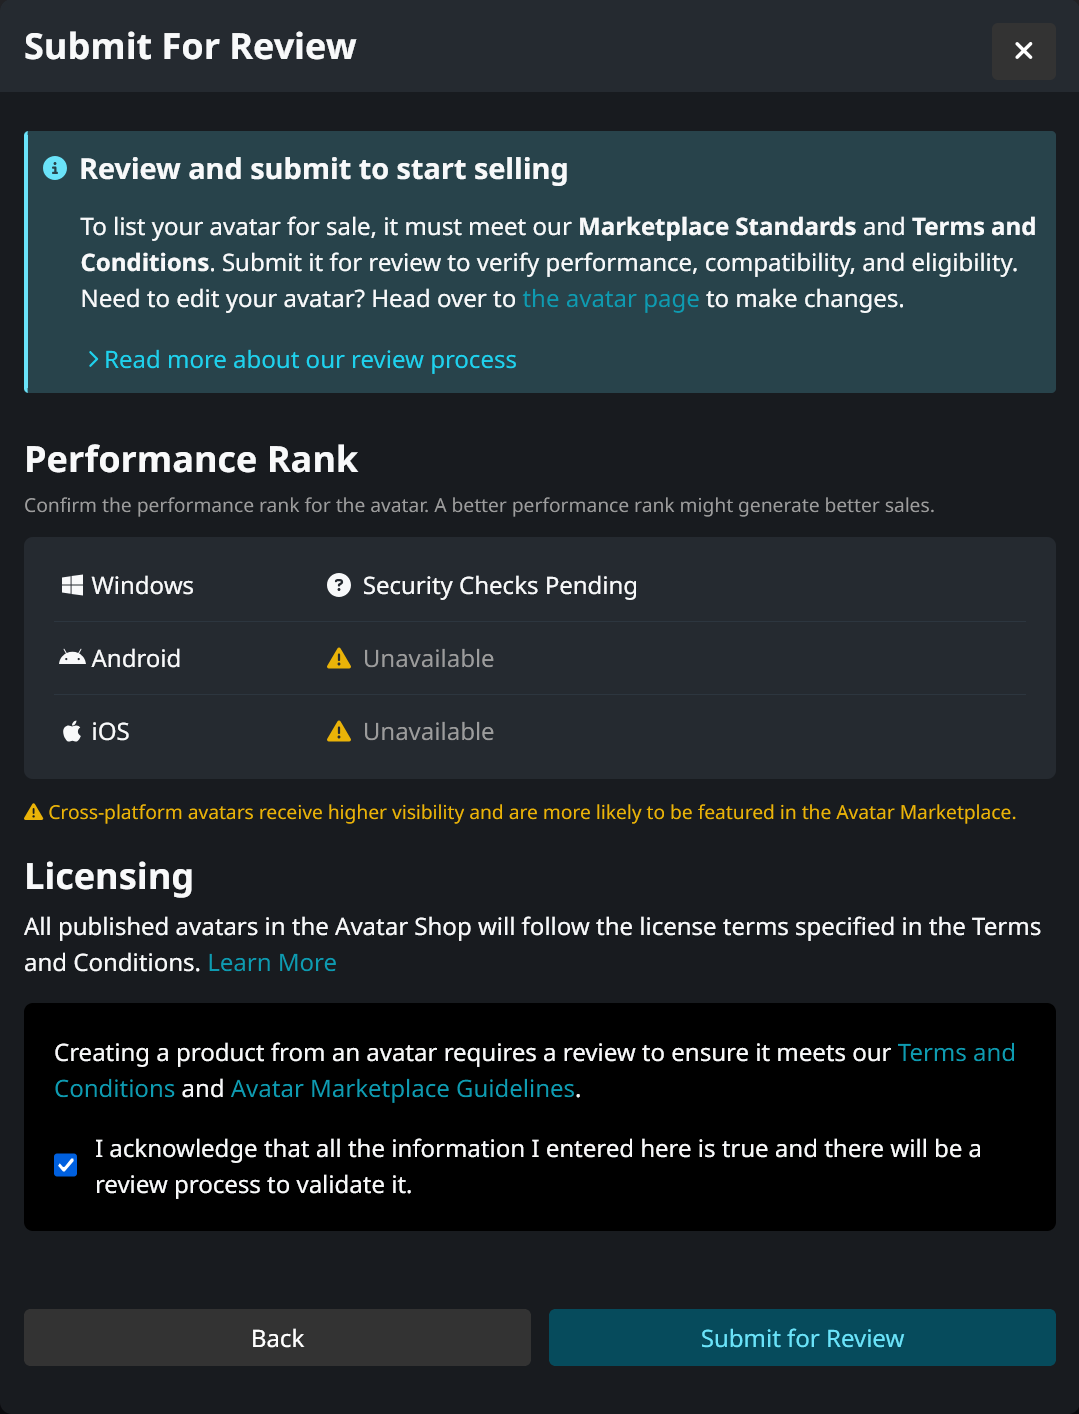 Submit For Review
Review and submit to start selling
To list your avatar for sale, it must meet our Marketplace Standards and Terms and
Conditions. Submit it for review to verify performance, compatibility, and eligibility.
Need to edit your avatar? Head over to the avatar page to make changes.
Read more about our review process
Performance Rank
Confirm the performance rank for the avatar. A better performance rank might generate better sales.
Windows Security Checks Pending
Android Unavailable
iOS Unavailable
Cross-platform avatars receive higher visibility and are more likely to be featured in the Avatar Marketplace.
Licensing
All published avatars in the Avatar Shop will follow the license terms specified in the Terms
and Conditions. Learn More
Creating a product from an avatar requires a review to ensure it meets our Terms and
Conditions and Avatar Marketplace Guidelines.
I acknowledge that all the information I entered here is true and there will be a
review process to validate it.
Back Submit for Review